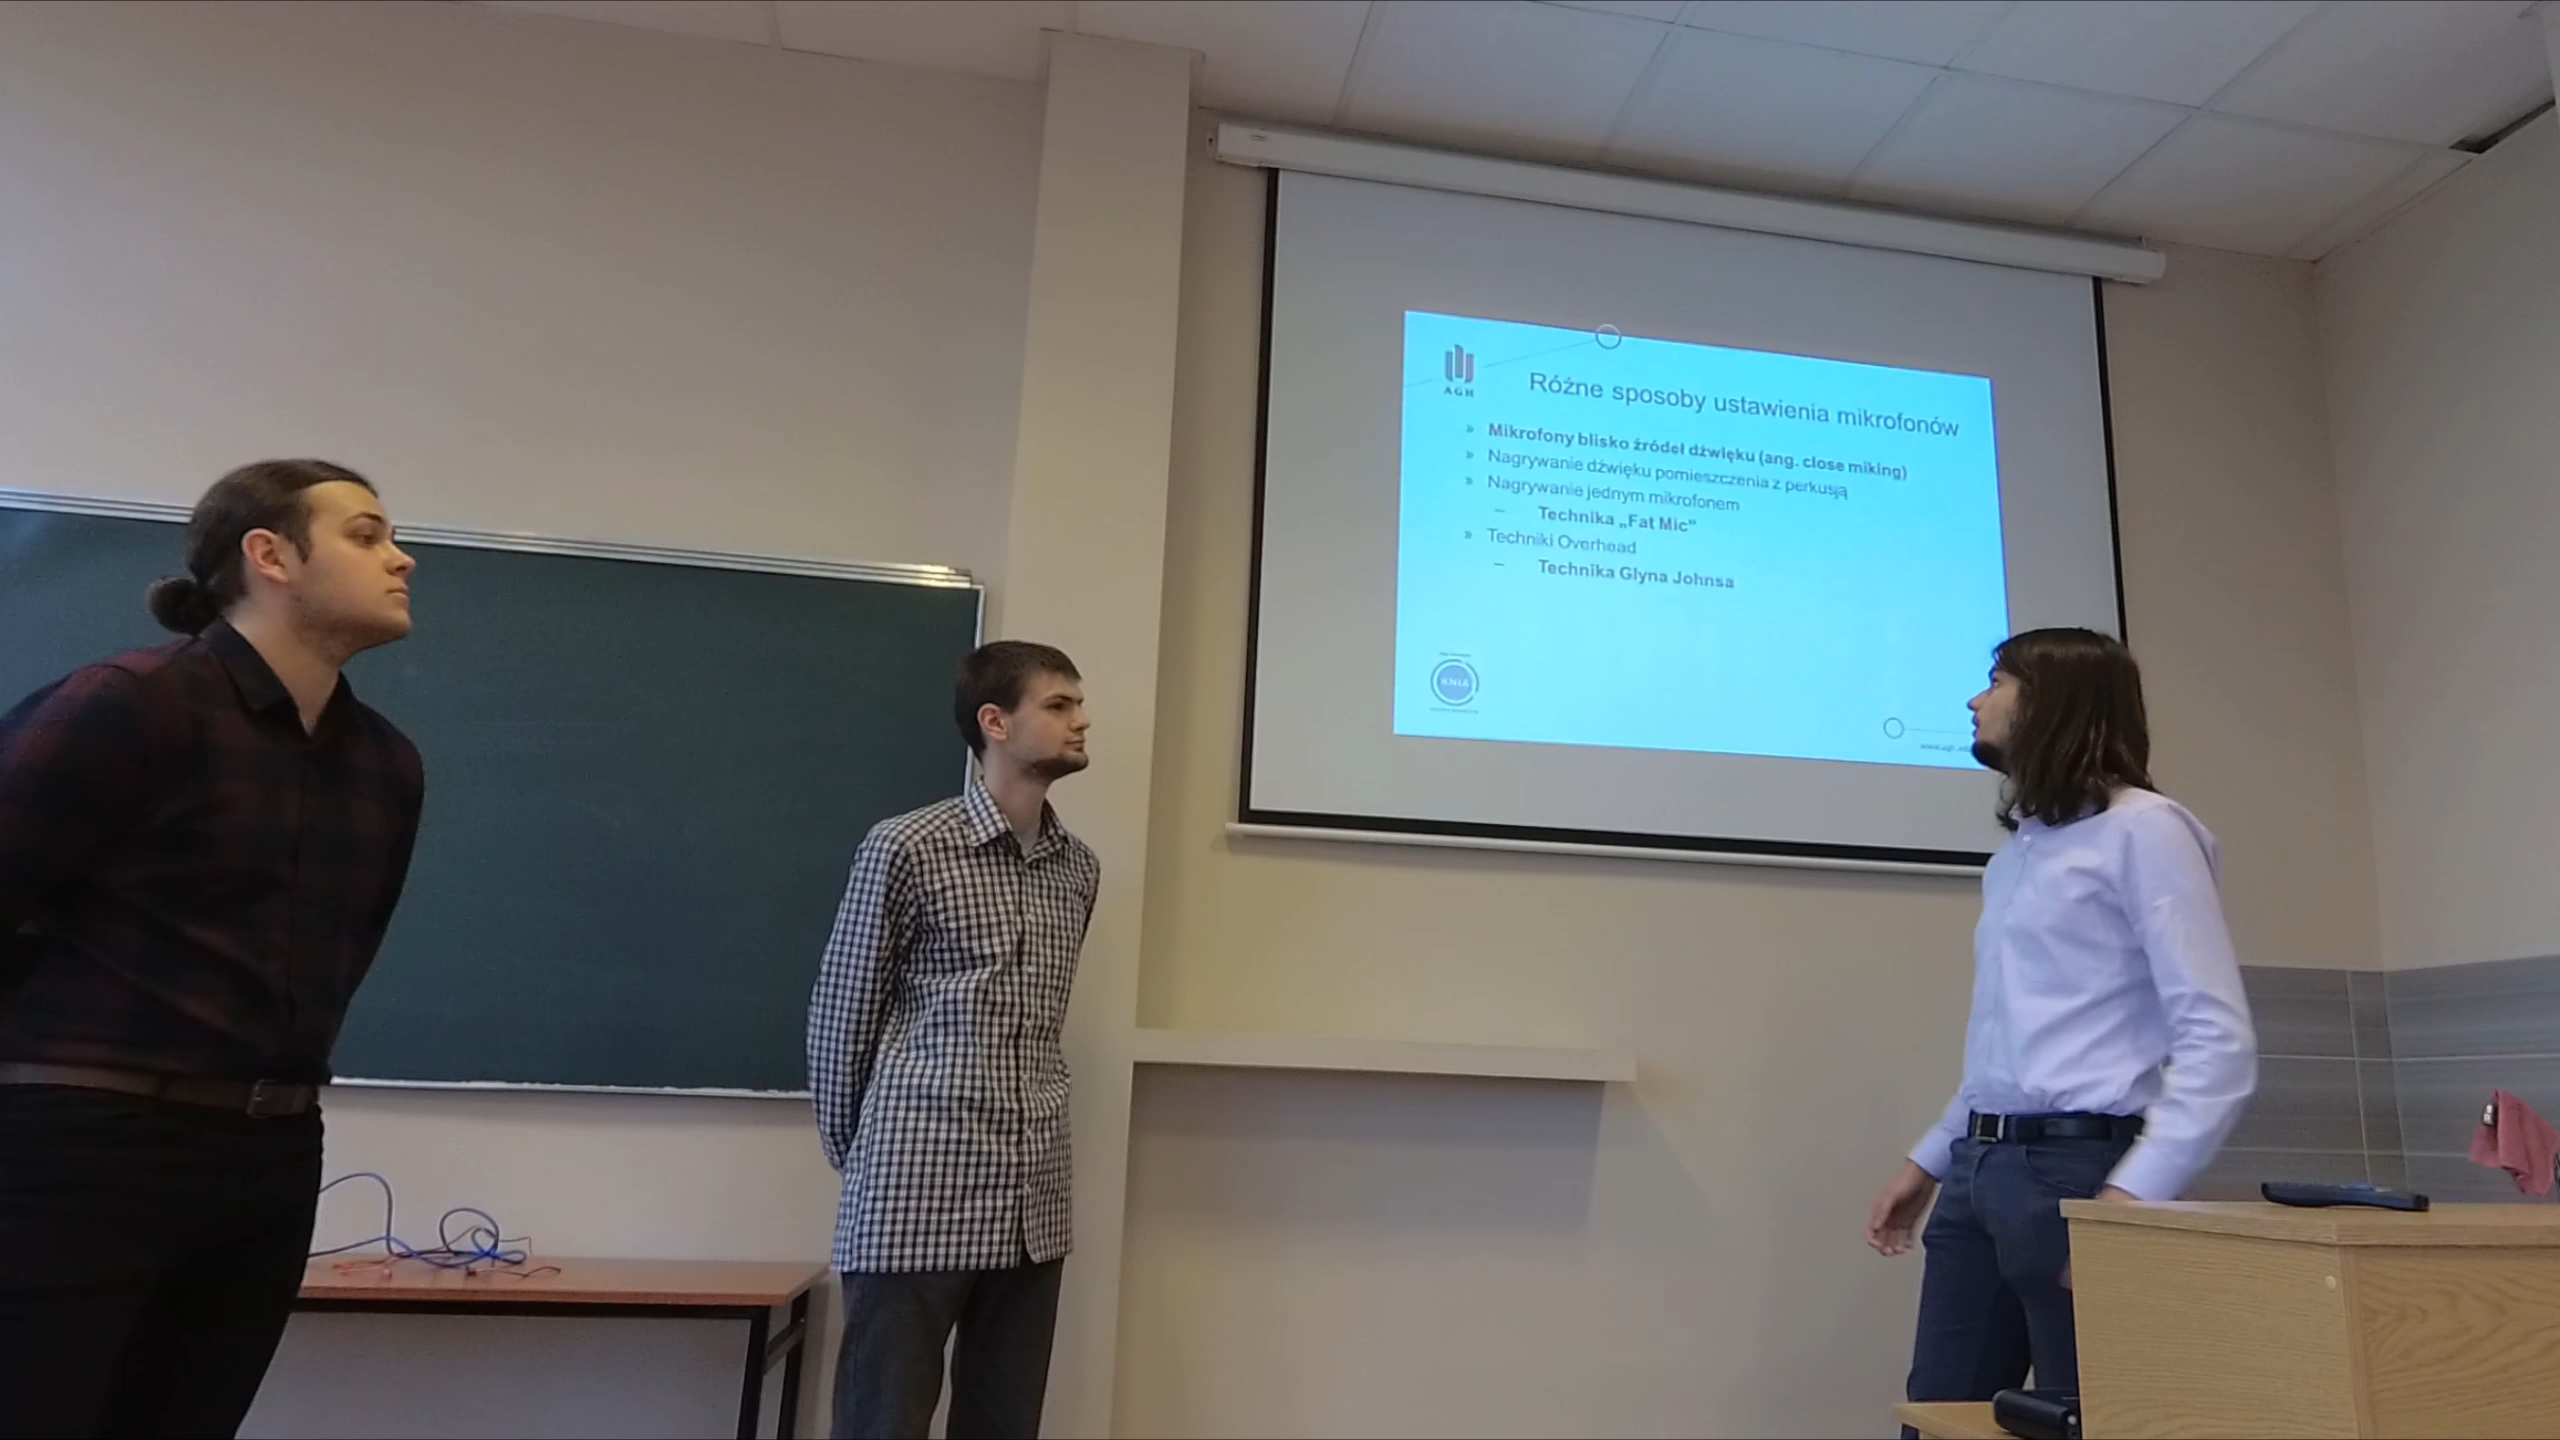 AGH
Różne sposoby ustawienia mikrofonów
» Mikrofony blisko źródeł dźwięku (ang. close miking)
» Nagrywanie dźwięku pomieszczenia z perkusją
» Nagrywanie jednym mikrofonem
– Technika „Fat Mic“
» Techniki Overhead
– Technika Glyna Johnsa
KNIA